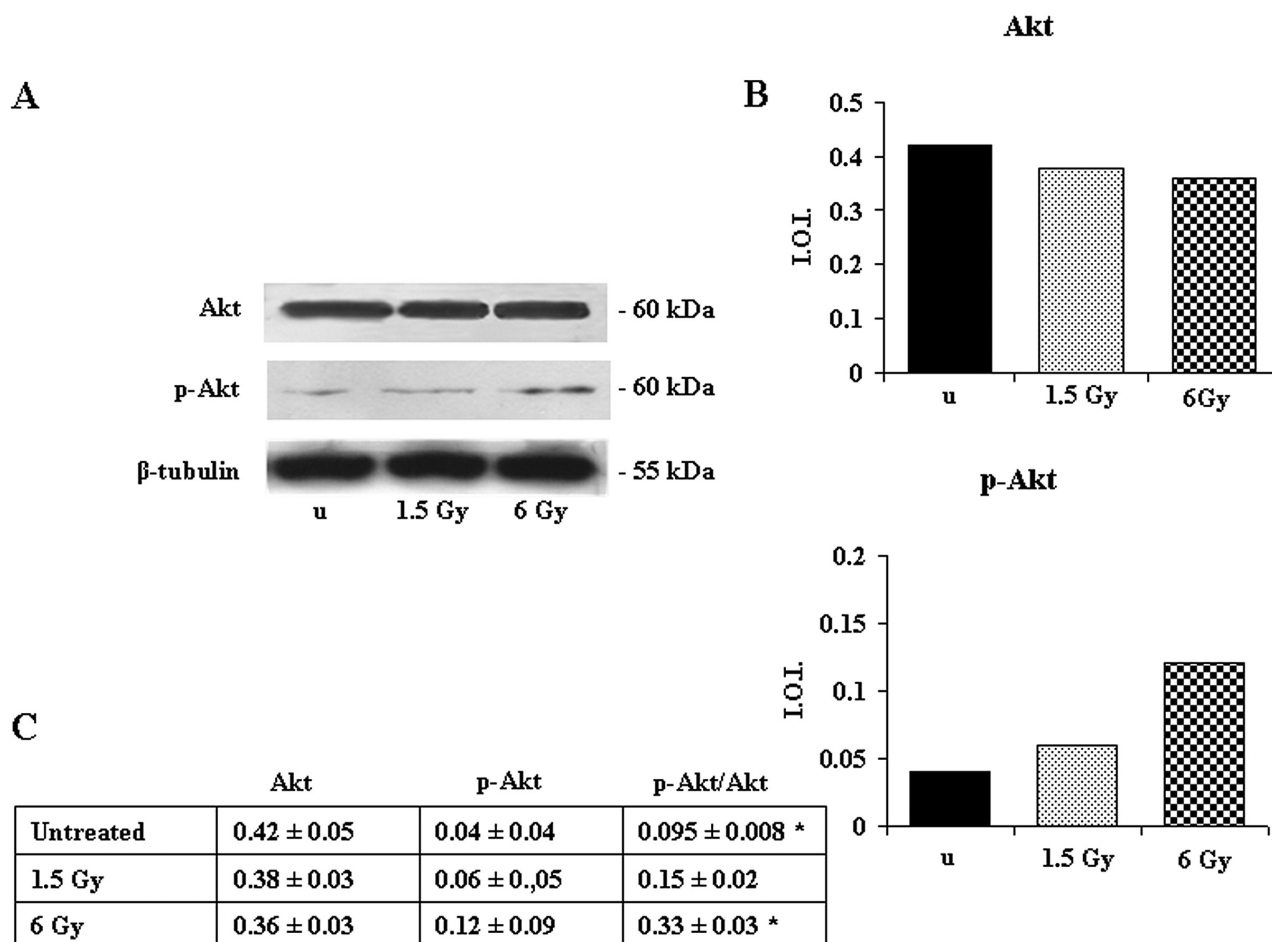 A
Akt
- 60 kDa
p-Akt
- 60 kDa
β-tubulin
- 55 kDa
u 1.5 Gy 6 Gy
B
Akt
I.O.I.
0.5
0.4
0.3
0.2
0.1
0
u 1.5 Gy 6Gy
p-Akt
I.O.I.
0.2
0.15
0.1
0.05
0
u 1.5 Gy 6 Gy
C
Akt p-Akt p-Akt/Akt
Untreated 0.42 ± 0.05 0.04 ± 0.04 0.095 ± 0.008 *
1.5 Gy 0.38 ± 0.03 0.06 ± 0.,05 0.15 ± 0.02
6 Gy 0.36 ± 0.03 0.12 ± 0.09 0.33 ± 0.03 *